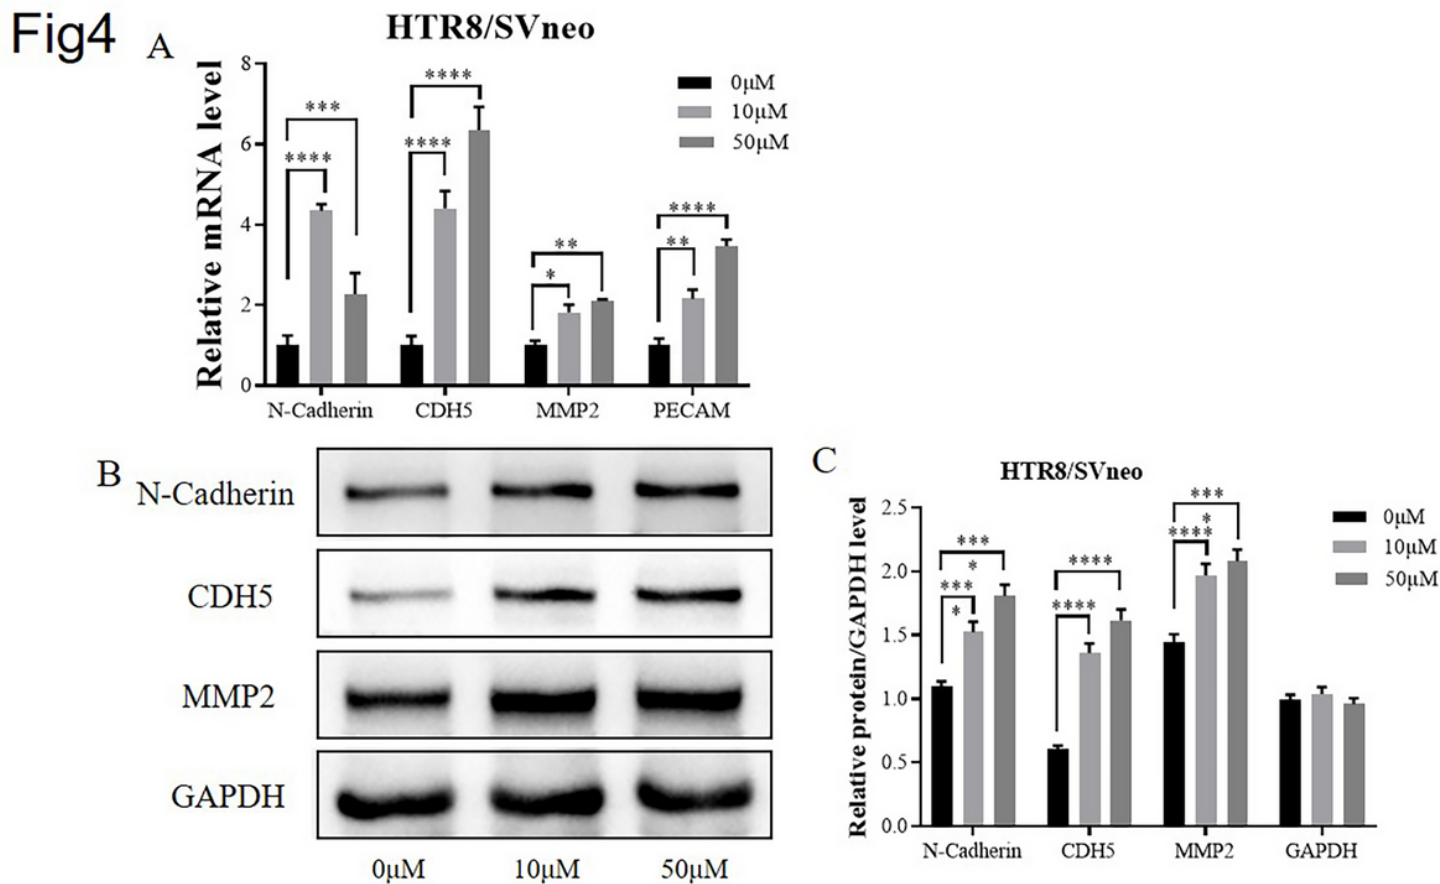 Fig4
A
HTR8/SVneo
Relative mRNA level
8
6
4
2
0
0μM
10μM
50μM
***
****
****
****
**
*
****
**
N-Cadherin
CDH5
MMP2
PECAM
B
N-Cadherin
CDH5
MMP2
GAPDH
0μM
10μM
50μM
C
HTR8/SVneo
Relative protein/GAPDH level
2.5
2.0
1.5
1.0
0.5
0.0
0μM
10μM
50μM
***
*
***
*
****
****
***
*
****
N-Cadherin
CDH5
MMP2
GAPDH